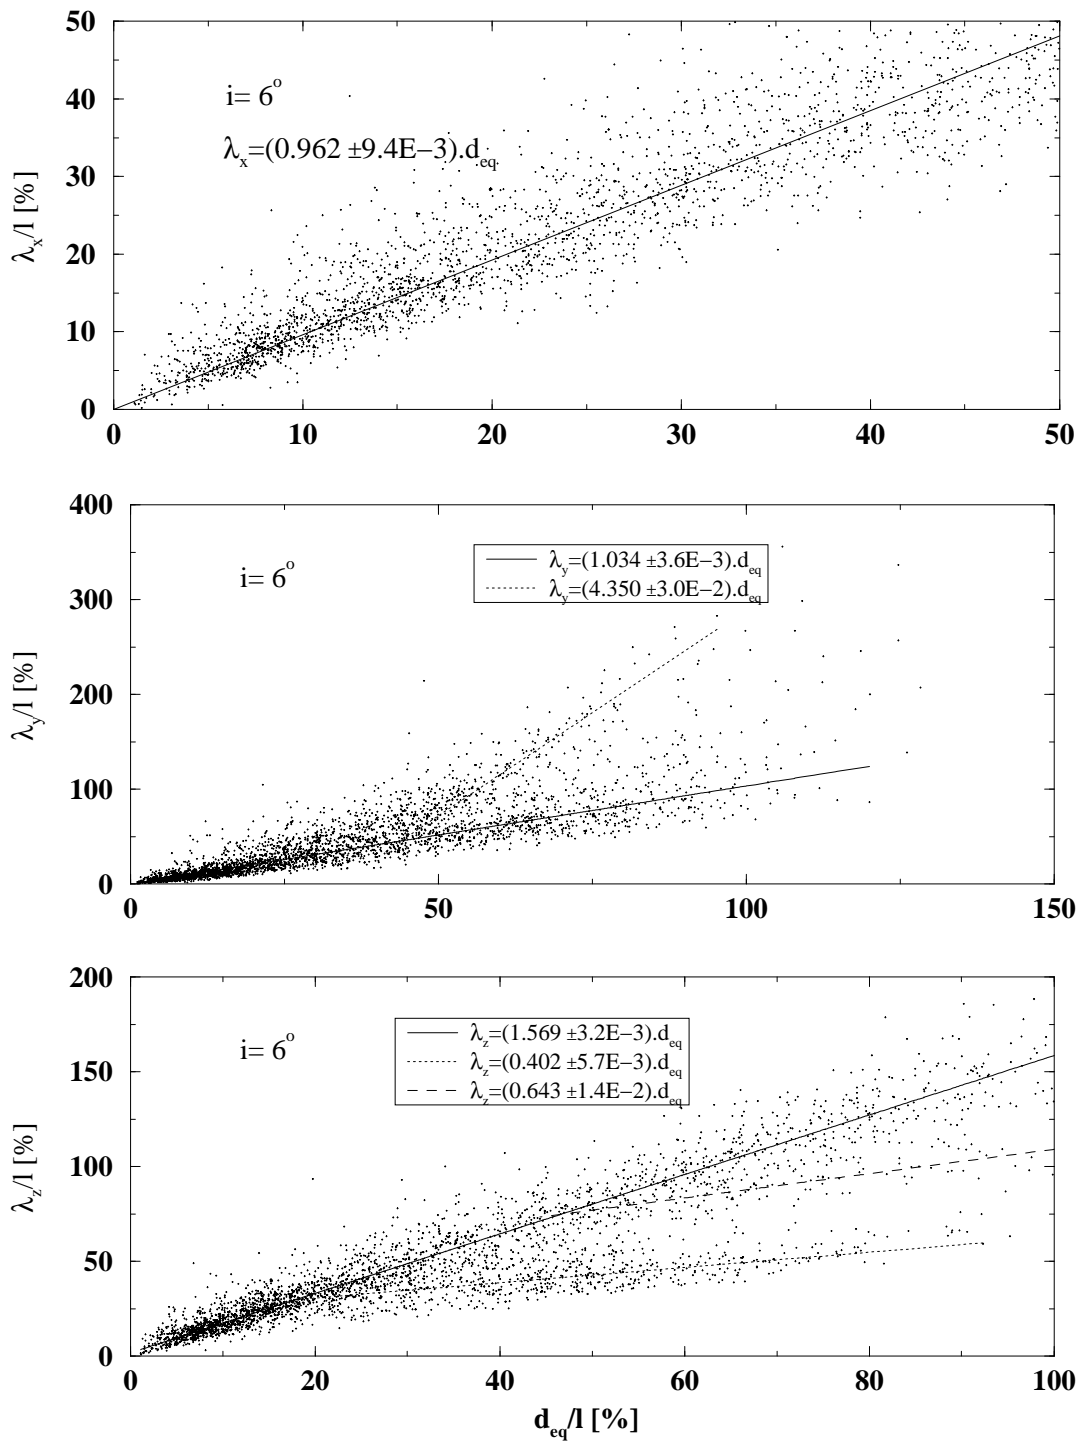 50
40
30
20
10
0
0 10 20 30 40 50
λx/l [%]
i= 6°
λx=(0.962 ±9.4E−3).deq.
400
300
200
100
0
0 50 100 150
λy/l [%]
i= 6°
λy=(1.034 ±3.6E−3).deq
λy=(4.350 ±3.0E−2).deq
200
150
100
50
0
0 20 40 60 80 100
λz/l [%]
i= 6°
λz=(1.569 ±3.2E−3).deq
λz=(0.402 ±5.7E−3).deq
λz=(0.643 ±1.4E−2).deq
deq/l [%]